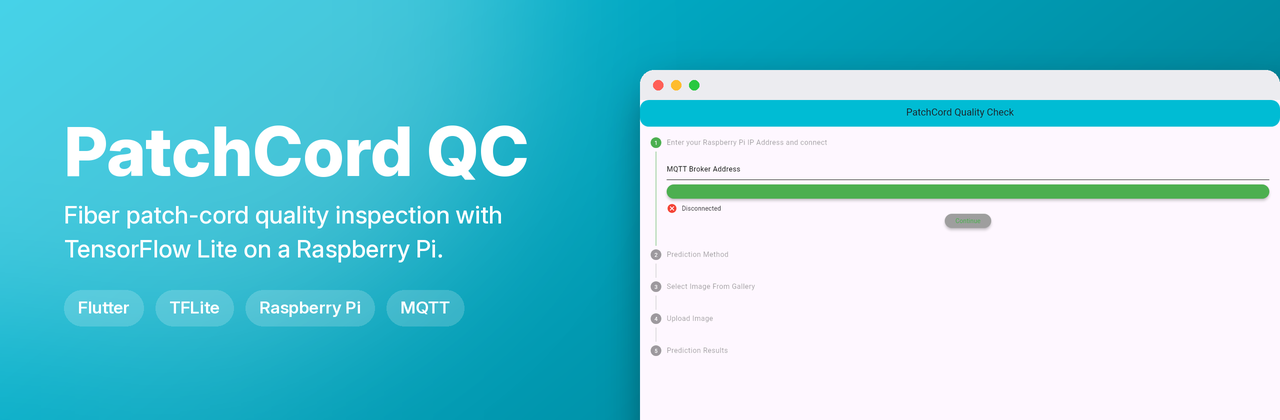 PatchCord QC
Fiber patch-cord quality inspection with
TensorFlow Lite on a Raspberry Pi.
Flutter TFLite Raspberry Pi MQTT
PatchCord Quality Check
1 Enter your Raspberry Pi IP Address and connect
MQTT Broker Address
Disconnected
Continue
2 Prediction Method
3 Select Image From Gallery
4 Upload Image
5 Prediction Results